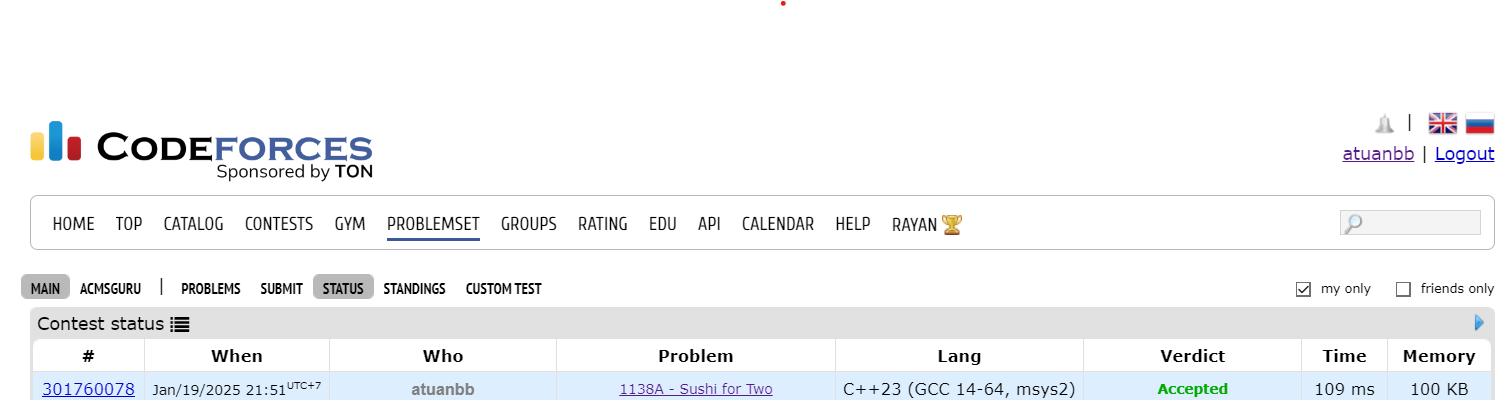 CODEFORCES
Sponsored by TON
|
atuanbb | Logout
HOME TOP CATALOG CONTESTS GYM PROBLEMSET GROUPS RATING EDU API CALENDAR HELP RAYAN
MAIN ACMSGURU | PROBLEMS SUBMIT STATUS STANDINGS CUSTOM TEST my only friends only
Contest status
# When Who Problem Lang Verdict Time Memory
301760078 Jan/19/2025 21:51UTC+7 atuanbb 1138A - Sushi for Two C++23 (GCC 14-64, msys2) Accepted 109 ms 100 KB